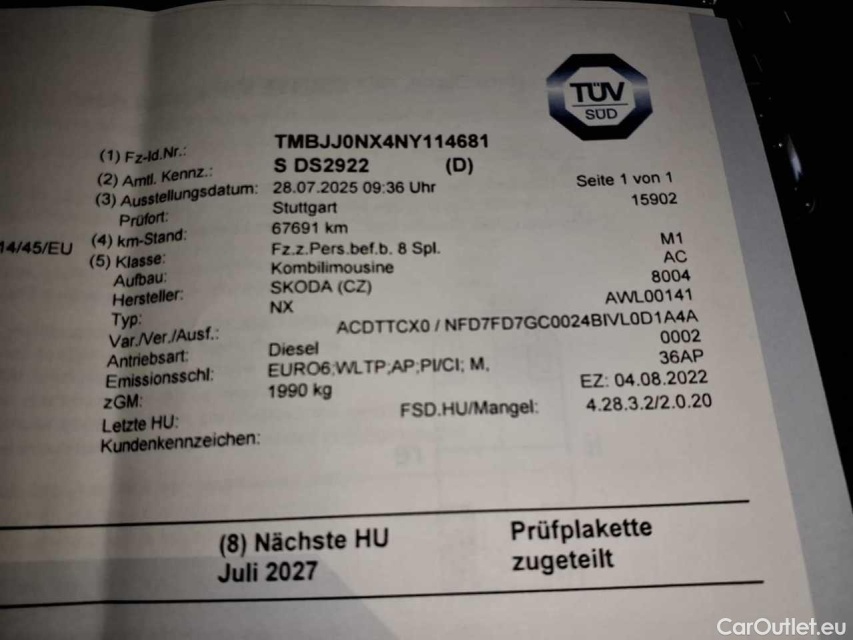 TÜV
SÜD
(1) Fz-Id.Nr.: TMBJJ0NX4NY114681
(2) Amtl. Kennz.: S DS2922 (D)
(3) Ausstellungsdatum: 28.07.2025 09:36 Uhr Seite 1 von 1
Prüfort: Stuttgart 15902
14/45/EU (4) km-Stand: 67691 km
(5) Klasse: Fz.z.Pers.bef.b. 8 Spl. M1
Aufbau: Kombilimousine AC
Hersteller: SKODA (CZ) 8004
Typ: NX AWL00141
Var./Ver./Ausf.: ACDTTCX0 / NFD7FD7GC0024BIVL0D1A4A
Antriebsart: Diesel 0002
Emissionsschl: EURO6;WLTP;AP;PI/CI; M, 36AP
zGM: 1990 kg EZ: 04.08.2022
Letzte HU: FSD.HU/Mangel: 4.28.3.2/2.0.20
Kundenkennzeichen:
(8) Nächste HU Prüfplakette
Juli 2027 zugeteilt
CarOutlet.eu